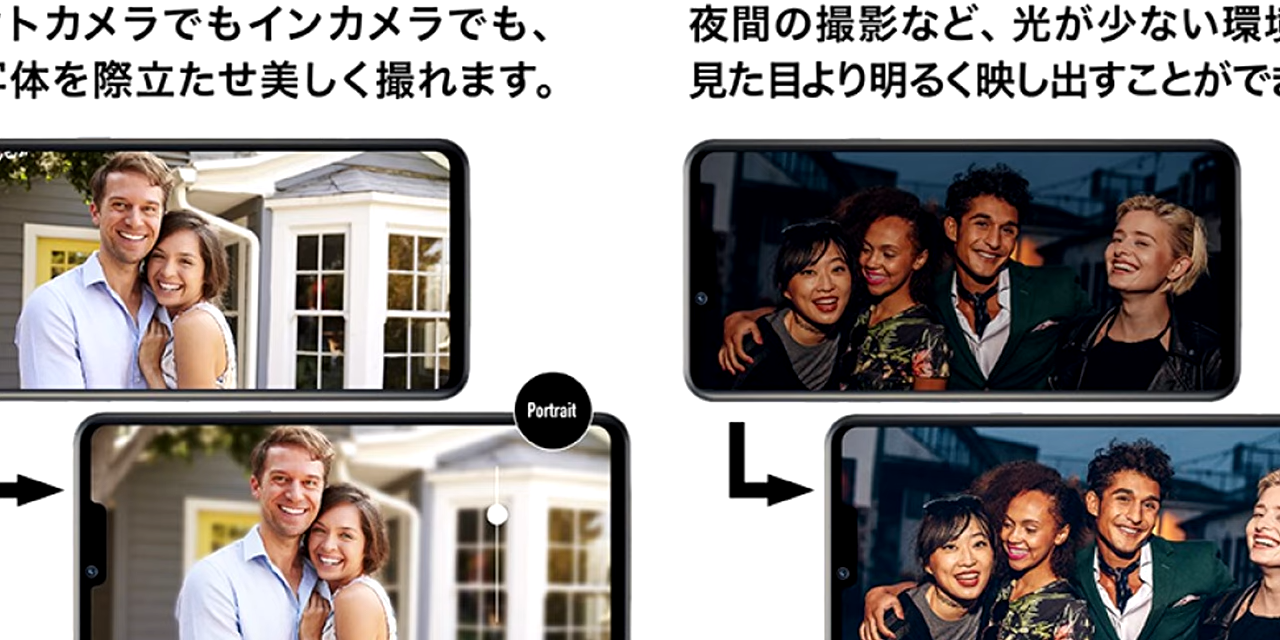 トカメラでもインカメラでも、
体を際立たせ美しく撮れます。
夜間の撮影など、光が少ない環
見た目より明るく映し出すことがで
Portrait